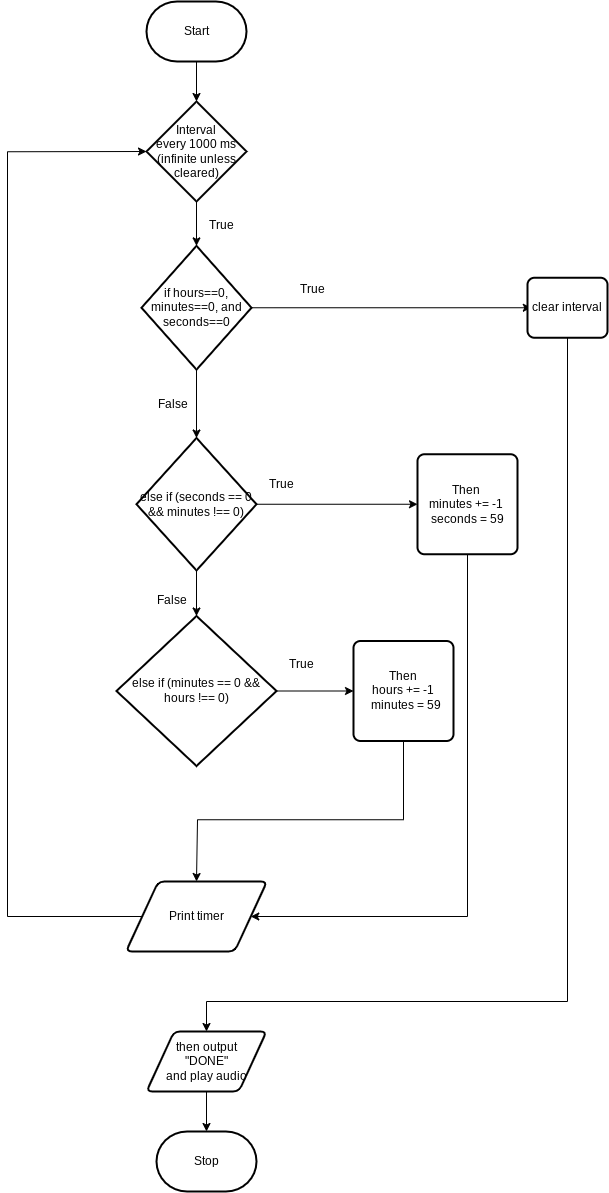 Start
Interval
every 1000 ms
(infinite unless
cleared)
True
if hours==0,
minutes==0, and
seconds==0
True
clear interval
False
else if (seconds == 0
&& minutes !== 0)
True
Then
minutes += -1
seconds = 59
False
else if (minutes == 0 &&
hours !== 0)
True
Then
hours += -1
minutes = 59
Print timer
then output
"DONE"
and play audio
Stop